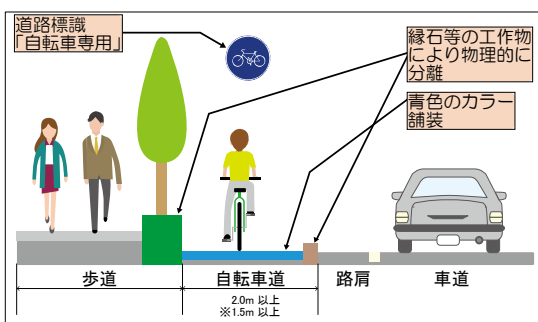 道路標識
「自転車専用」
縁石等の工作物
により物理的に
分離
青色のカラー
舗装
歩道
自転車道
路肩
車道
2.0m 以上
※1.5m 以上